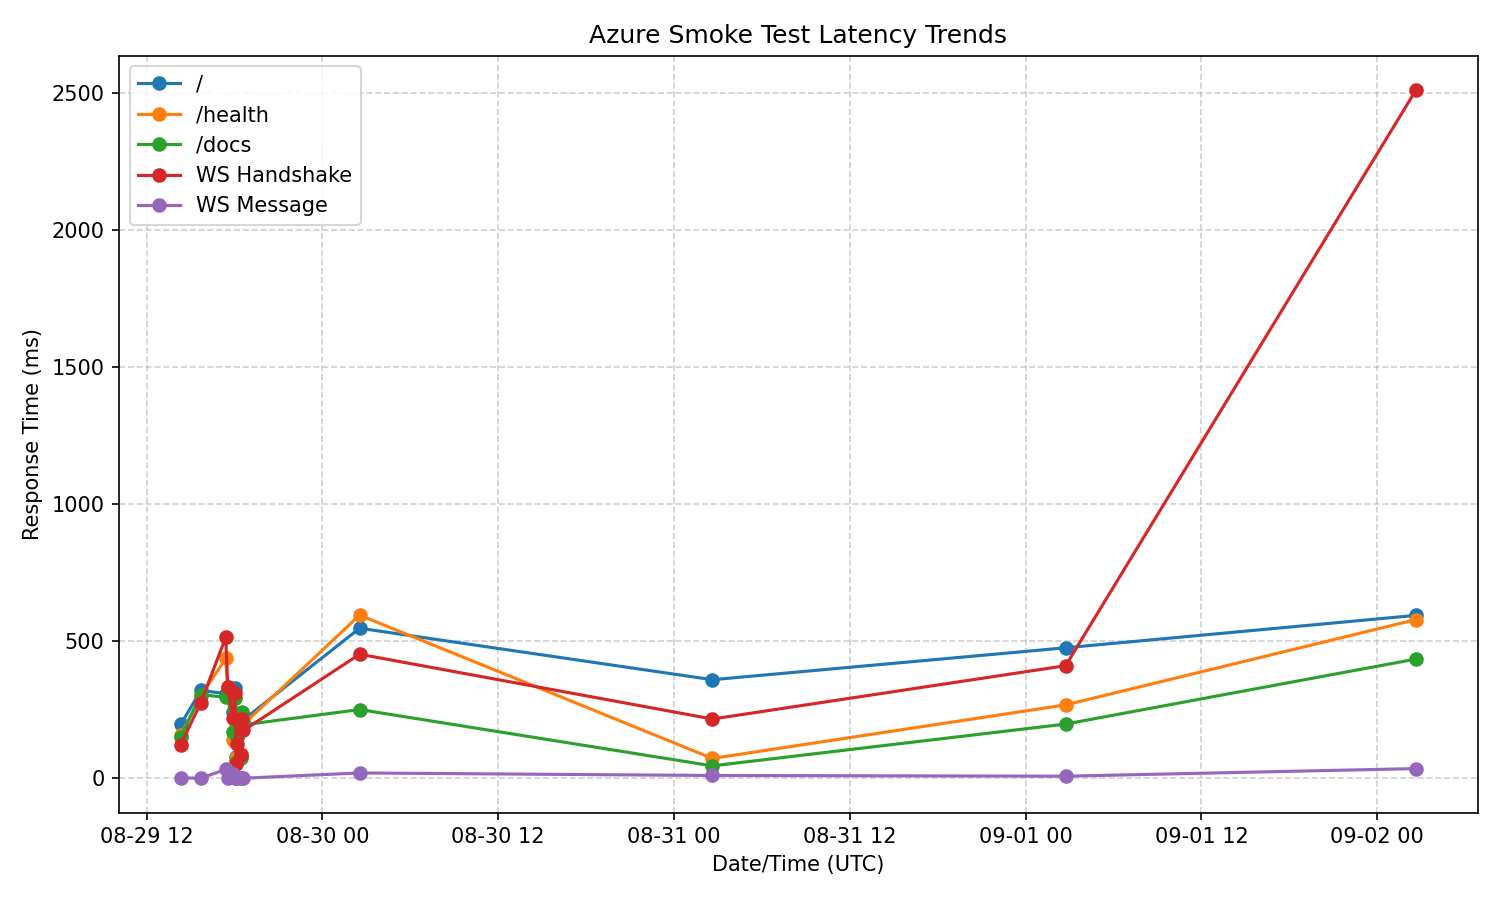 Azure Smoke Test Latency Trends
/
/health
/docs
WS Handshake
WS Message
2500
2000
1500
1000
500
0
Response Time (ms)
08-29 12
08-30 00
08-30 12
08-31 00
08-31 12
09-01 00
09-01 12
09-02 00
Date/Time (UTC)